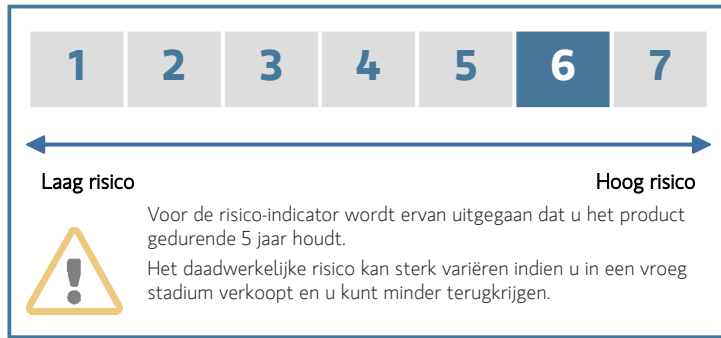 1 2 3 4 5 6 7
Laag risico Hoog risico
Voor de risico-indicator wordt ervan uitgegaan dat u het product
gedurende 5 jaar houdt.
Het daadwerkelijke risico kan sterk variëren indien u in een vroeg
stadium verkoopt en u kunt minder terugkrijgen.